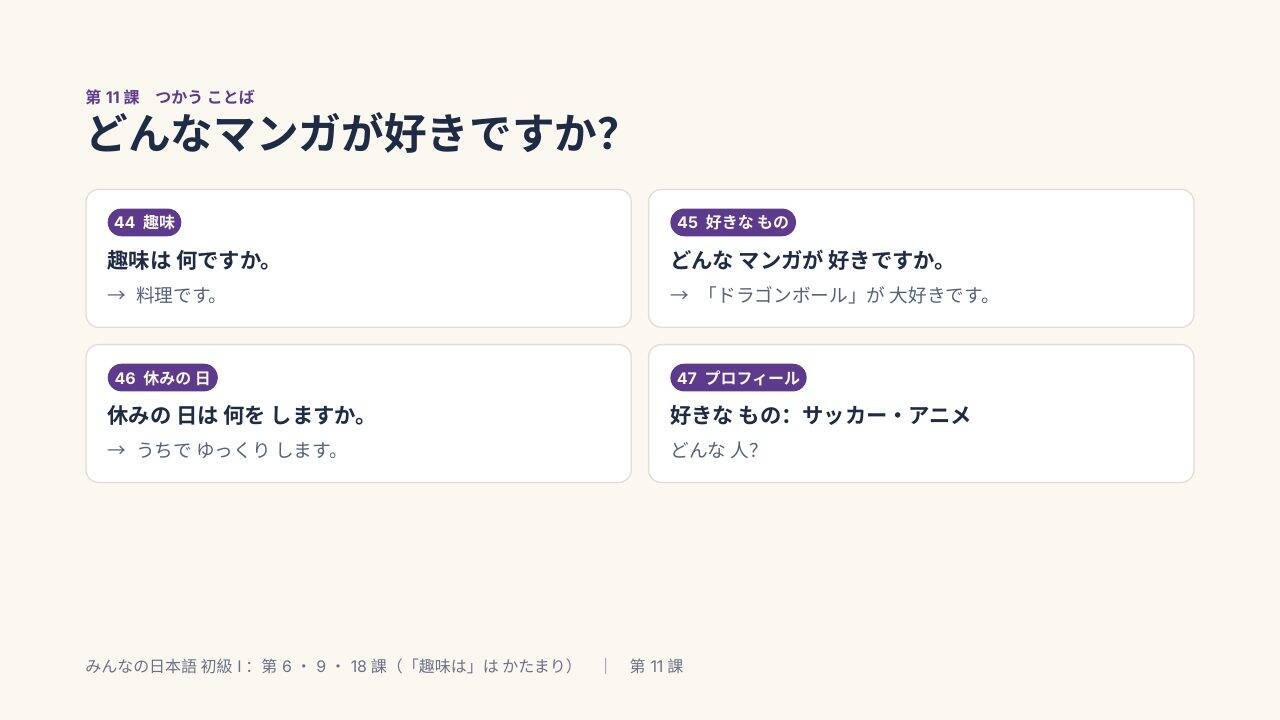 第 11 課　つかう ことば
どんなマンガが好きですか?
44 趣味
趣味は 何ですか。
→ 料理です。
45 好きな もの
どんな マンガが 好きですか。
→ 「ドラゴンボール」が 大好きです。
46 休みの 日
休みの 日は 何を しますか。
→ うちで ゆっくり します。
47 プロフィール
好きな もの: サッカー・アニメ
どんな 人?
みんなの日本語 初級 I: 第 6・9・18 課(「趣味は」は かたまり)　|　第 11 課